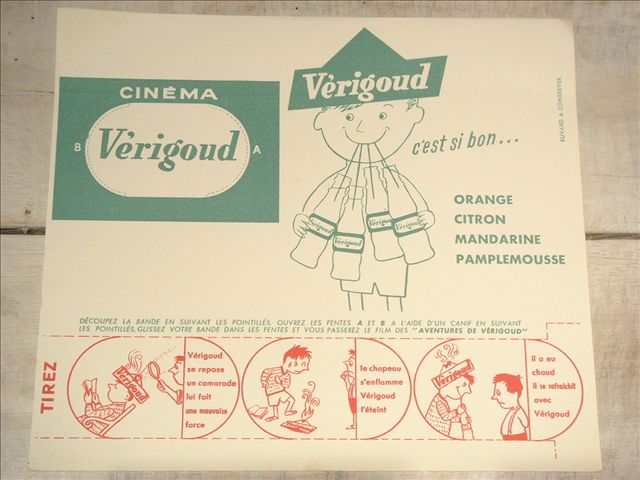 CINÉMA
B Vérigoud A
Vérigoud
c'est si bon...
Vérigoud
Vérigoud
Vérigoud
Vérigoud
ORANGE
CITRON
MANDARINE
PAMPLEMOUSSE
BUVARD A CONSERVER
DÉCOUPEZ LA BANDE EN SUIVANT LES POINTILLÉS. OUVREZ LES FENTES A ET B A L'AIDE D'UN CANIF EN SUIVANT
LES POINTILLÉS, GLISSEZ VOTRE BANDE DANS LES FENTES ET VOUS PASSEREZ LE FILM DES "AVENTURES DE VÉRIGOUD"
TIREZ
Vérigoud
Vérigoud
se repose
un camarade
lui fait
une mauvaise
farce
le chapeau
s'enflamme
Vérigoud
l'éteint
Vérigoud
Il a eu
chaud
il se rafraîchit
avec
Vérigoud